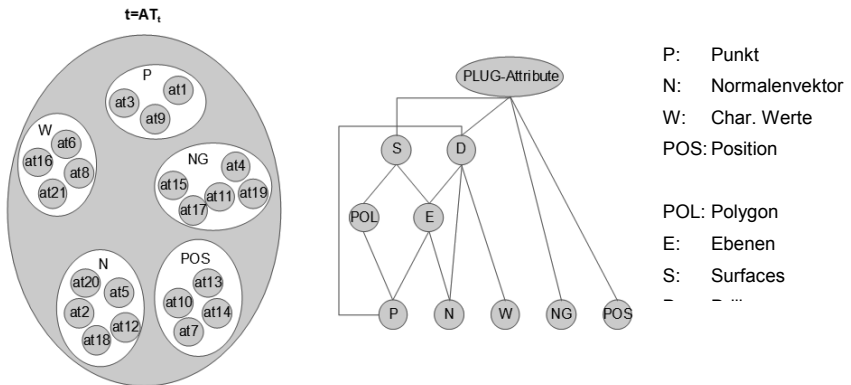 t=ATt
P
at1
at3
at9
W
at6
at16
at8
at21
NG
at4
at15
at11
at19
at17
N
at20
at5
at2
at12
at18
POS
at13
at10
at14
at7
PLUG-Attribute
S
D
POL
E
P
N
W
NG
POS
P: Punkt
N: Normalenvektor
W: Char. Werte
POS: Position
POL: Polygon
E: Ebenen
S: Surfaces